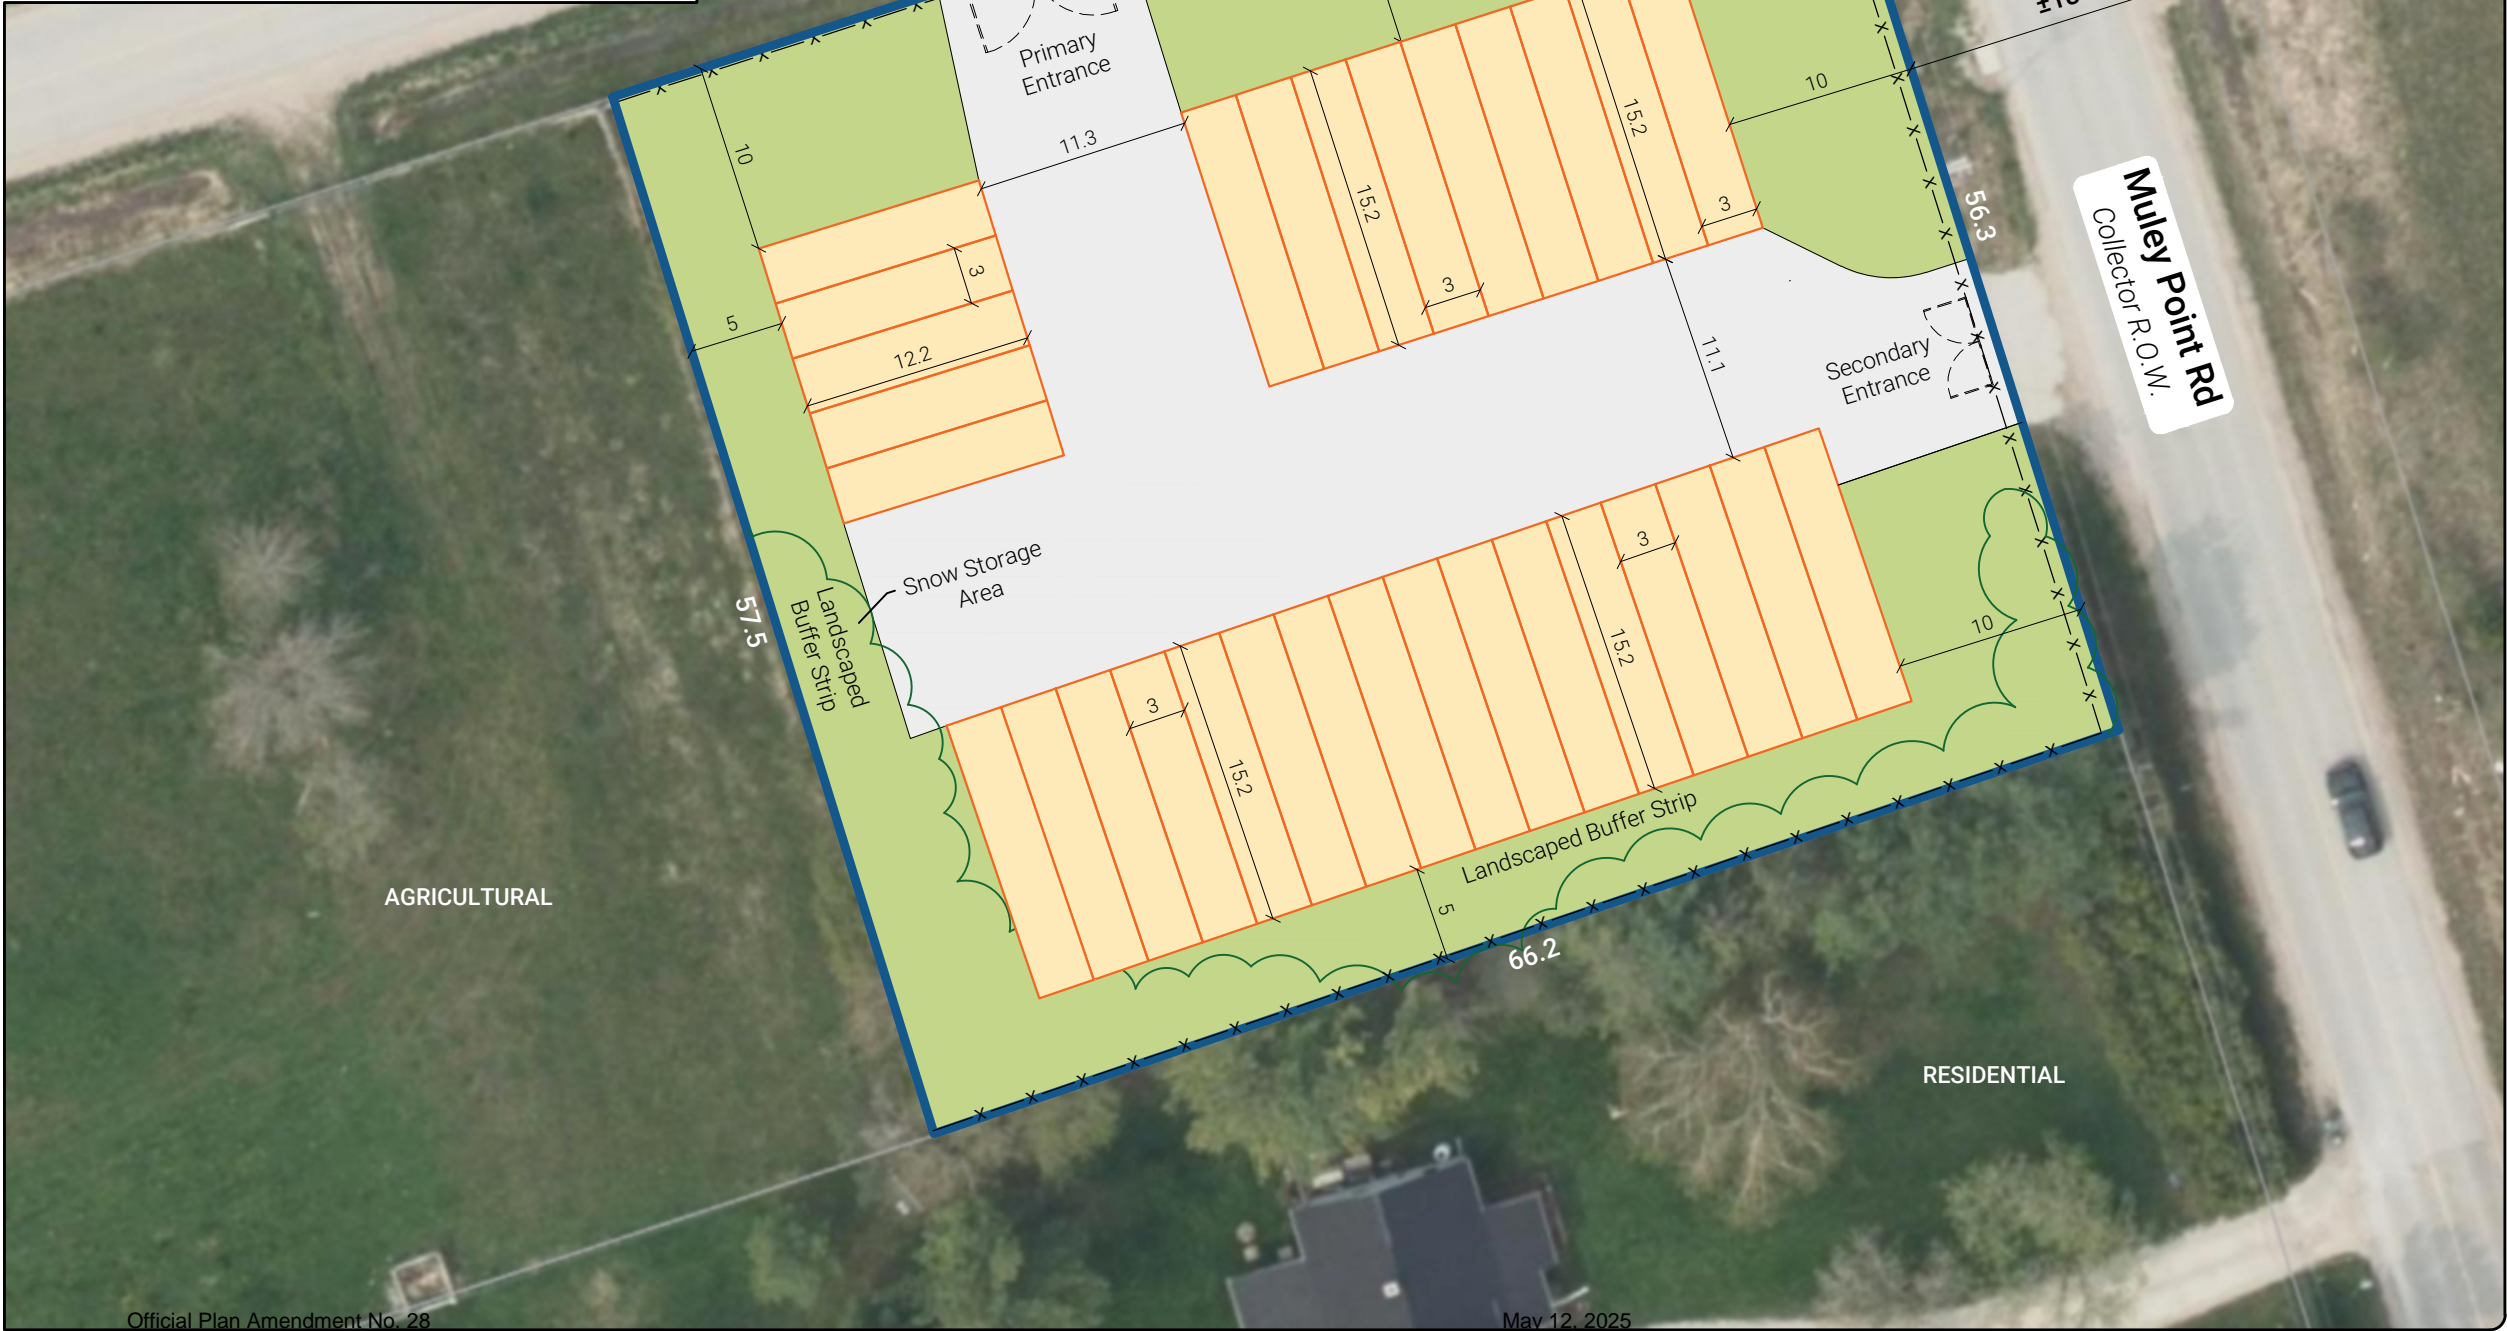 Primary
Entrance
10
11.3
15.2
15.2
3
3
10
56.3
Muley Point Rd
Collector R.O.W.
3
5
12.2
11.1
Secondary
Entrance
Snow Storage
Area
57.5
Landscaped
Buffer Strip
3
15.2
3
15.2
10
Landscaped Buffer Strip
5
66.2
AGRICULTURAL
RESIDENTIAL
Official Plan Amendment No. 28
May 12, 2025